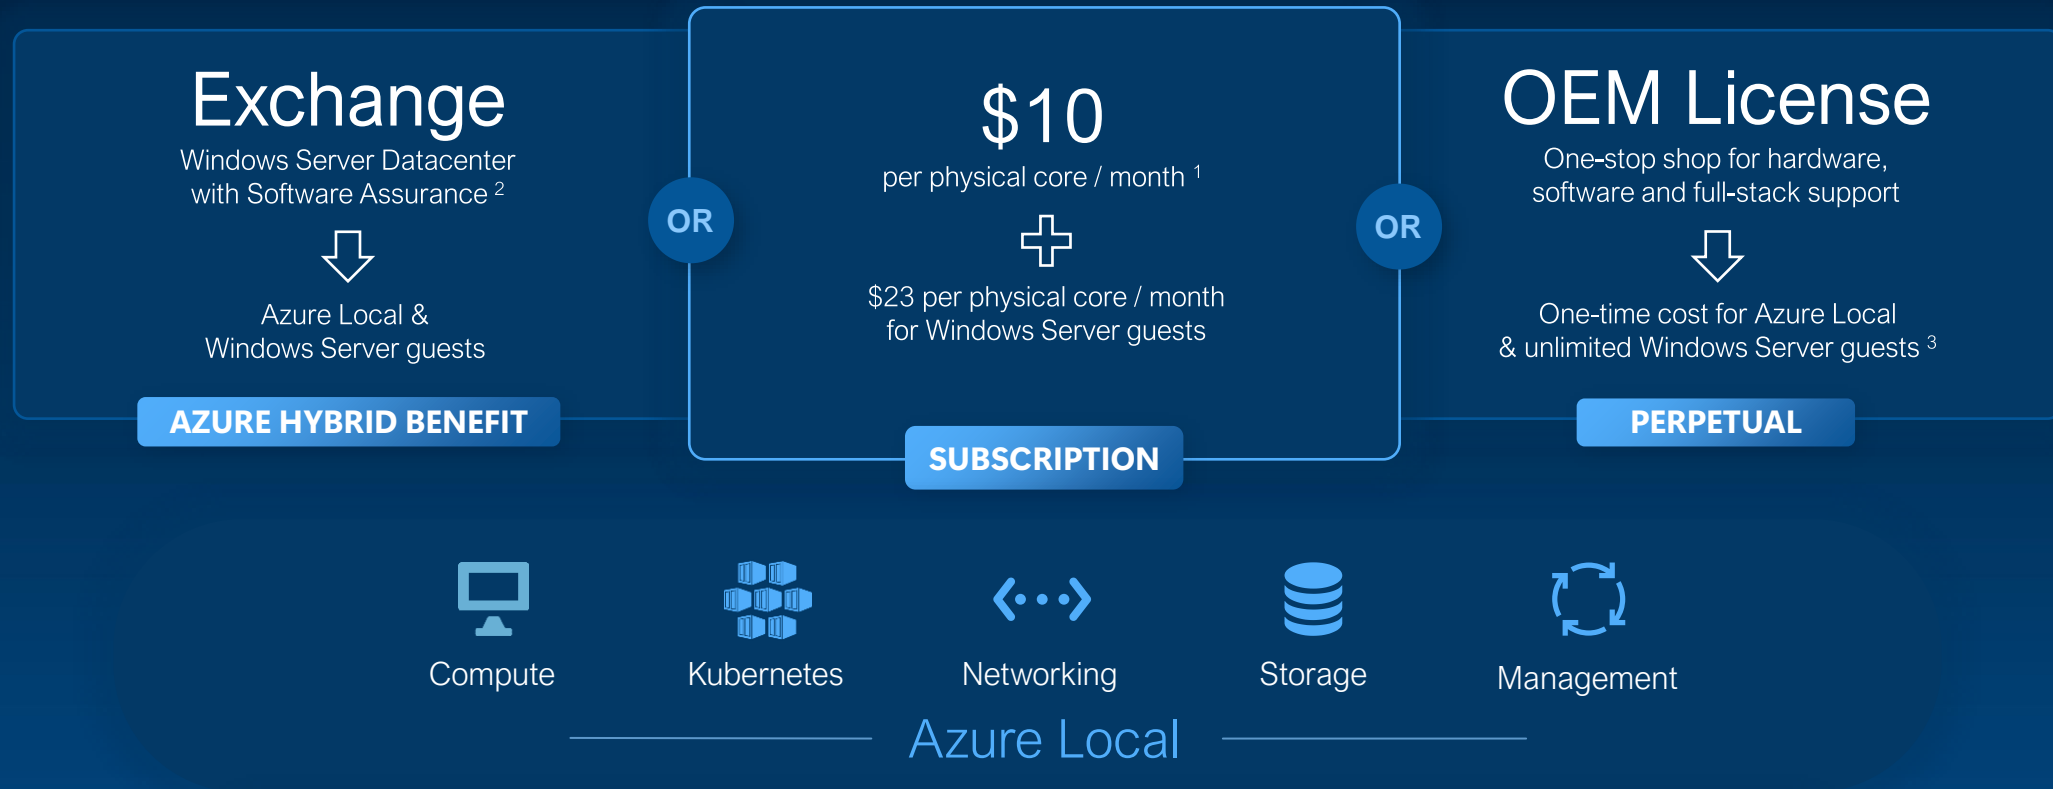 Exchange
Windows Server Datacenter
with Software Assurance ²
Azure Local &
Windows Server guests
AZURE HYBRID BENEFIT
OR
$10
per physical core / month ¹
$23 per physical core / month
for Windows Server guests
SUBSCRIPTION
OR
OEM License
One-stop shop for hardware,
software and full-stack support
One-time cost for Azure Local
& unlimited Windows Server guests ³
PERPETUAL
Compute
Kubernetes
Networking
Storage
Management
Azure Local